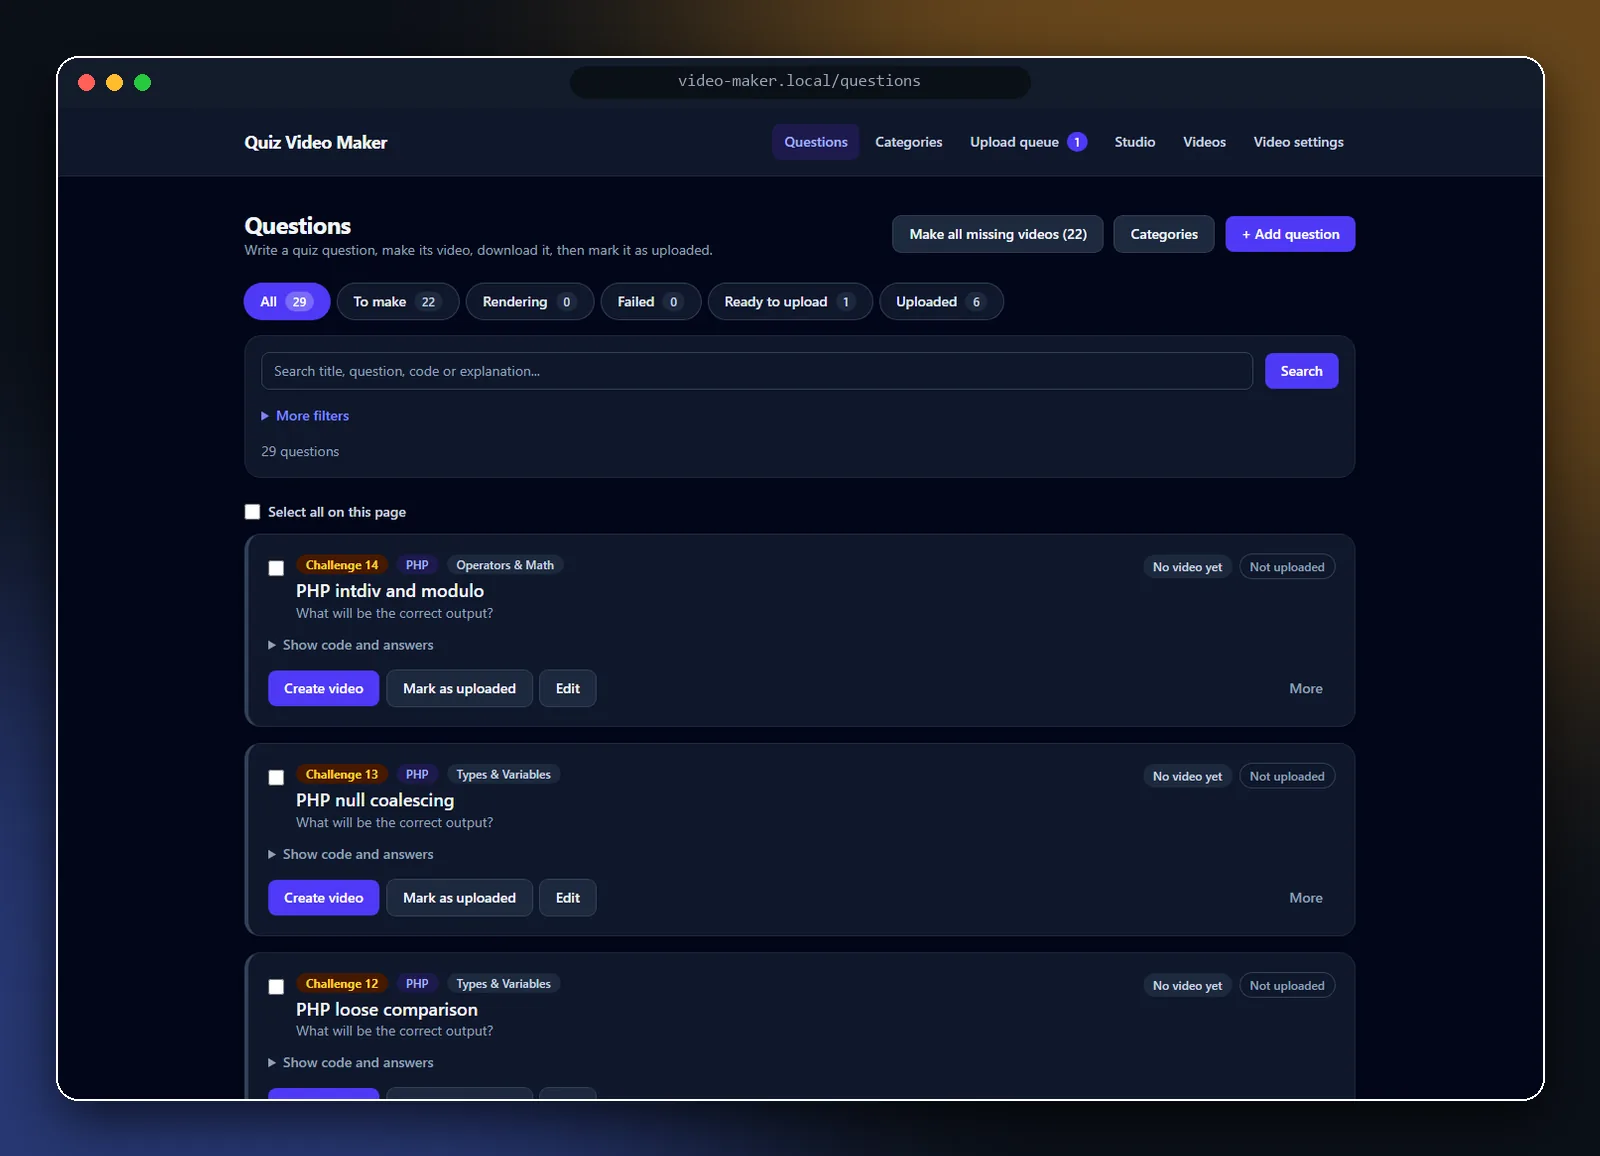 video-maker.local/questions
Quiz Video Maker
Questions
Categories
Upload queue 1
Studio
Videos
Video settings
Questions
Write a quiz question, make its video, download it, then mark it as uploaded.
Make all missing videos (22)
Categories
+ Add question
All 29
To make 22
Rendering 0
Failed 0
Ready to upload 1
Uploaded 6
Search title, question, code or explanation...
Search
More filters
29 questions
Select all on this page
Challenge 14 PHP Operators & Math
No video yet Not uploaded
PHP intdiv and modulo
What will be the correct output?
Show code and answers
Create video Mark as uploaded Edit More
Challenge 13 PHP Types & Variables
No video yet Not uploaded
PHP null coalescing
What will be the correct output?
Show code and answers
Create video Mark as uploaded Edit More
Challenge 12 PHP Types & Variables
No video yet Not uploaded
PHP loose comparison
What will be the correct output?
Show code and answers